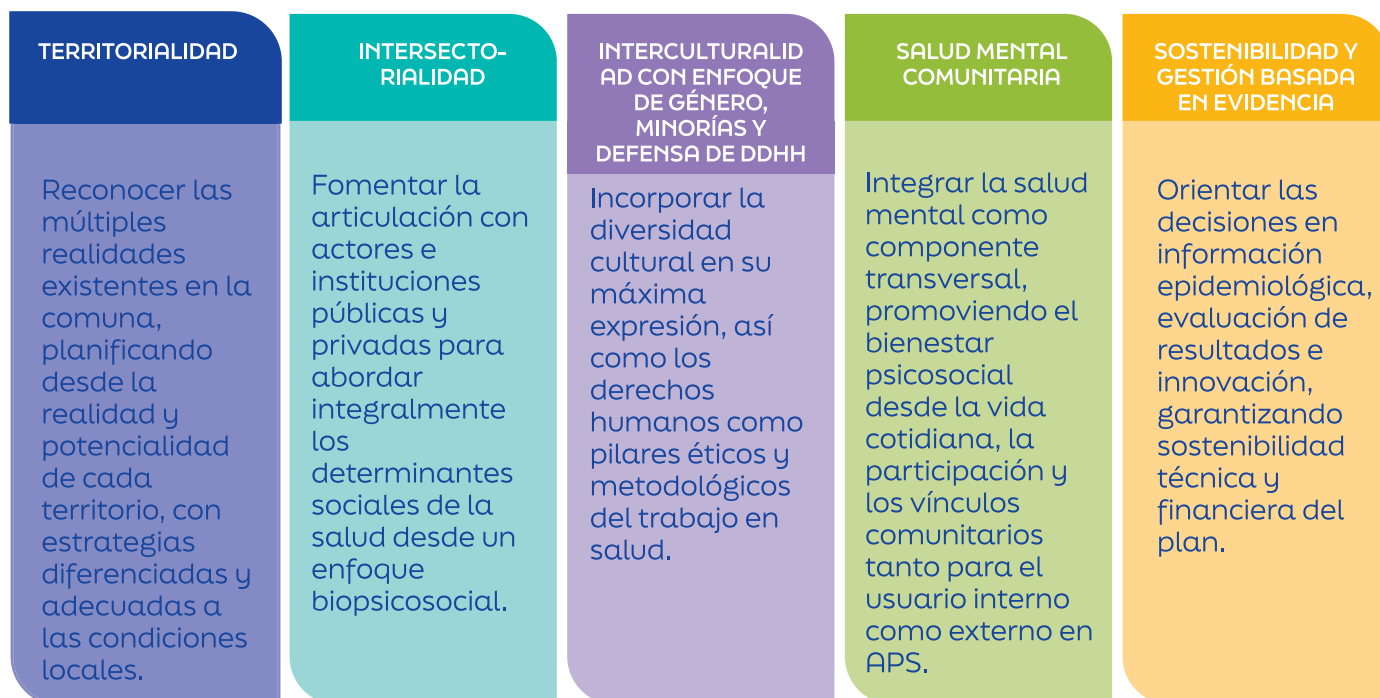 TERRITORIALIDAD
Reconocer las
múltiples
realidades
existentes en la
comuna,
planificando
desde la
realidad y
potencialidad
de cada
territorio, con
estrategias
diferenciadas y
adecuadas a
las condiciones
locales.
INTERSECTO-
RIALIDAD
Fomentar la
articulación con
actores e
instituciones
públicas y
privadas para
abordar
integralmente
los
determinantes
sociales de la
salud desde un
enfoque
biopsicosocial.
INTERCULTURALID
AD CON ENFOQUE
DE GÉNERO,
MINORÍAS Y
DEFENSA DE DDHH
Incorporar la
diversidad
cultural en su
máxima
expresión, así
como los
derechos
humanos como
pilares éticos y
metodológicos
del trabajo en
salud.
SALUD MENTAL
COMUNITARIA
Integrar la salud
mental como
componente
transversal,
promoviendo el
bienestar
psicosocial
desde la vida
cotidiana, la
participación y
los vínculos
comunitarios
tanto para el
usuario interno
como externo en
APS.
SOSTENIBILIDAD Y
GESTIÓN BASADA
EN EVIDENCIA
Orientar las
decisiones en
información
epidemiológica,
evaluación de
resultados e
innovación,
garantizando
sostenibilidad
técnica y
financiera del
plan.